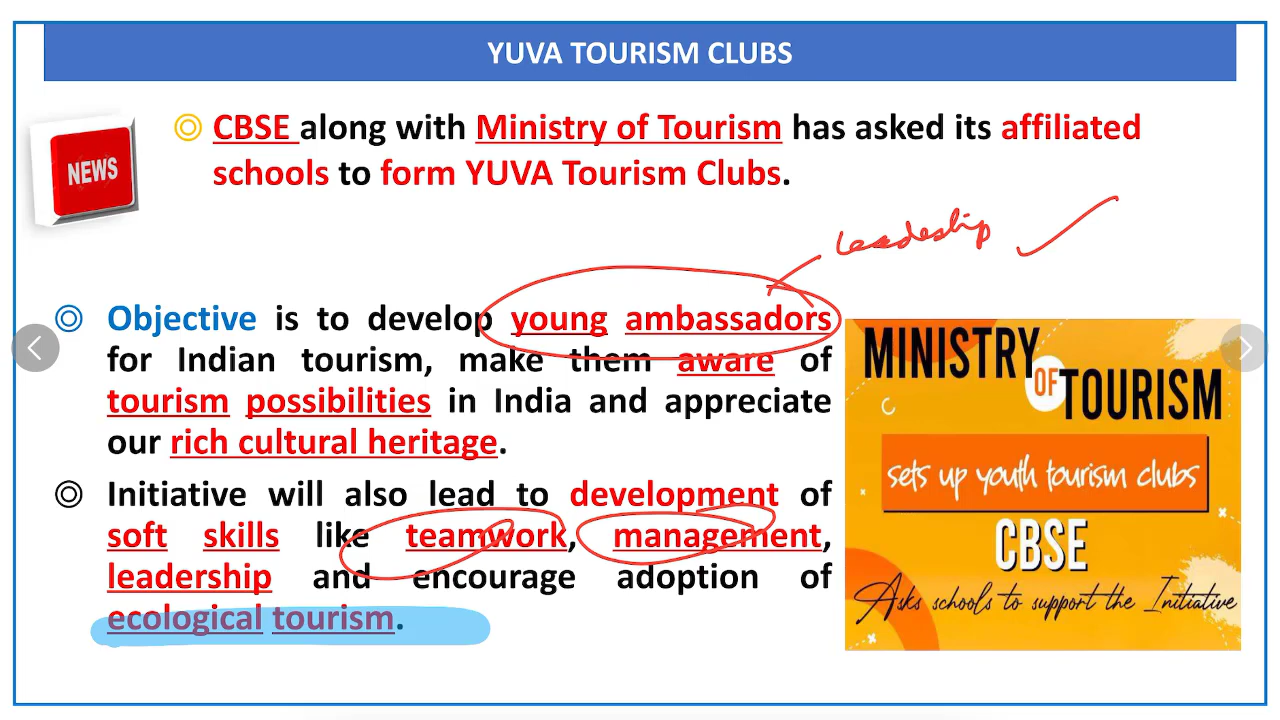 YUVA TOURISM CLUBS
NEWS
CBSE along with Ministry of Tourism has asked its affiliated
schools to form YUVA Tourism Clubs.
leadeship
Objective is to develop young ambassadors
for Indian tourism, make them aware of
tourism possibilities in India and appreciate
our rich cultural heritage.
Initiative will also lead to development of
soft skills like teamwork, management,
leadership and encourage adoption of
ecological tourism.
MINISTRY
OF TOURISM
sets up youth tourism clubs
CBSE
Asks schools to support the Initiative